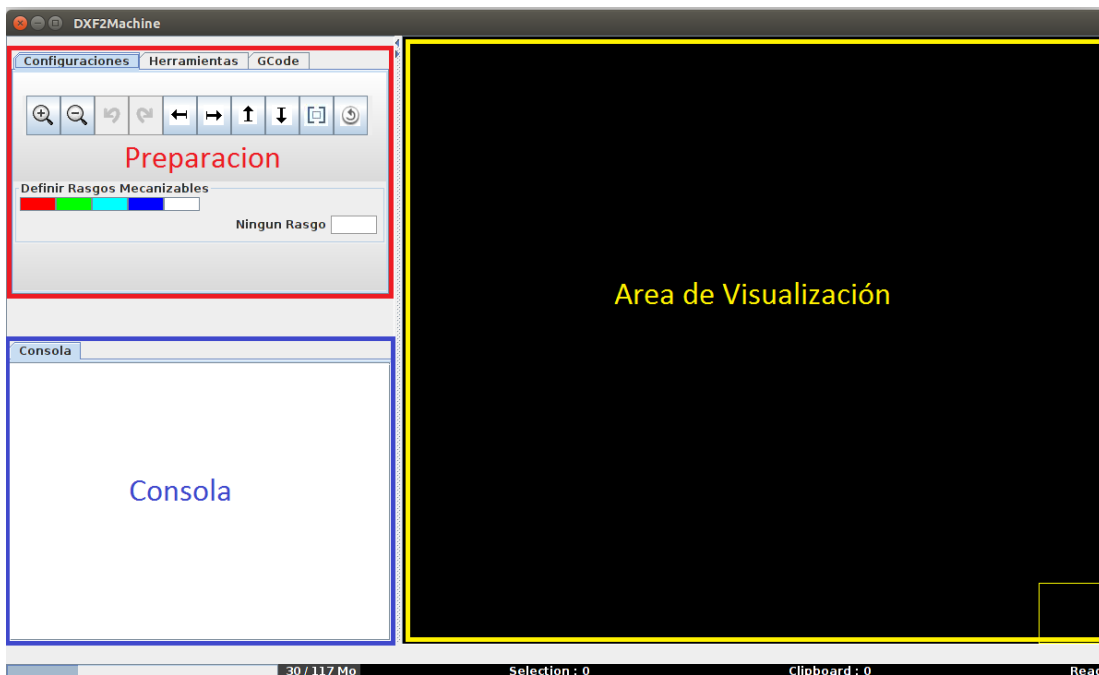 DXF2Machine
Configuraciones Herramientas GCode
Preparacion
Definir Rasgos Mecanizables
Ningun Rasgo
Area de Visualización
Consola
Consola
30 / 117 Mo Selection : 0 Clipboard : 0